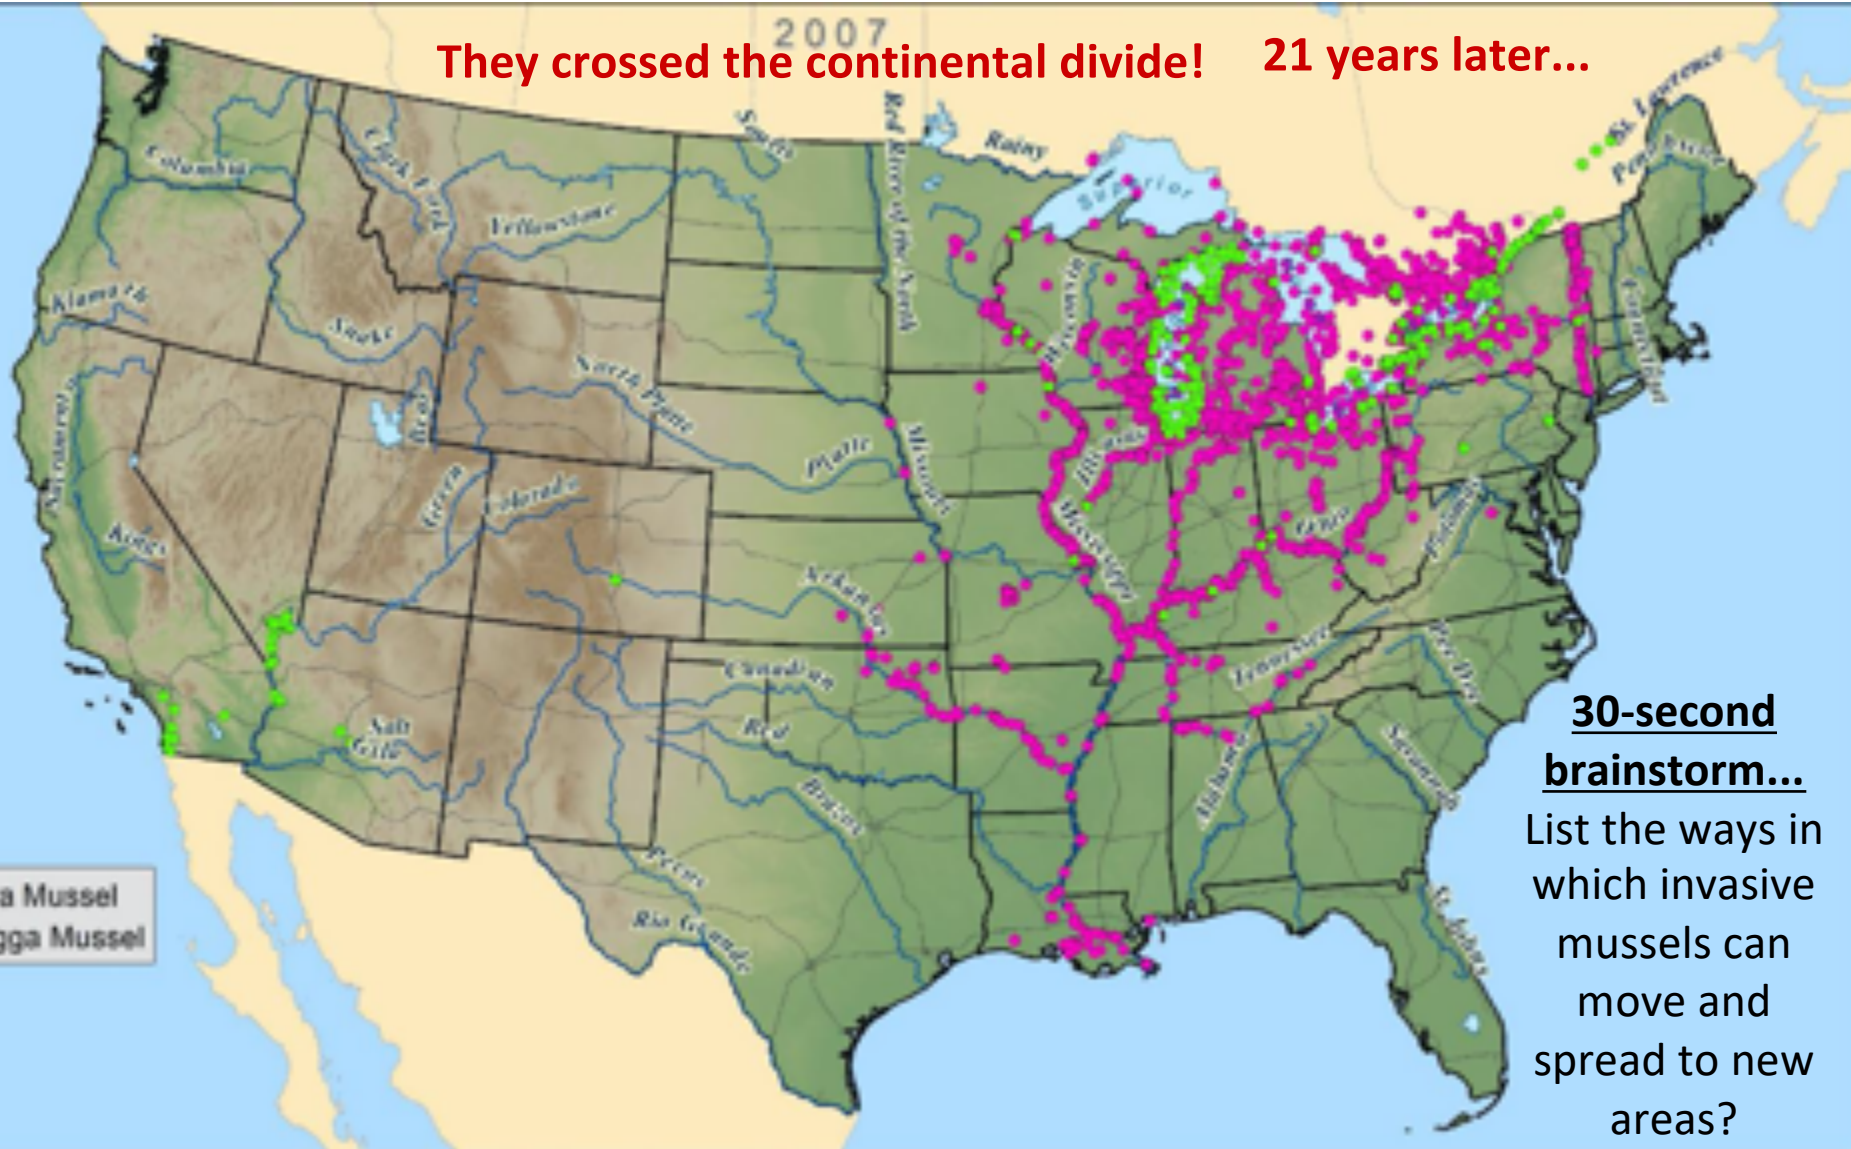 2007
They crossed the continental divide!
21 years later...
St. Lawrence
Penobscot
Souris
Red River of the North
Rainy
Superior
Columbia
Clark Fork
Yellowstone
Klamath
Snake
Wisconsin
Connecticut
North Platte
Bear
Sacramento
Platte
Missouri
Illinois
Green
Colorado
Mississippi
Ohio
Potomac
Kings
Arkansas
Tennessee
Pee Dee
Canadian
Salt
Gila
Red
Brazos
Alabama
Savannah
Pecos
Rio Grande
St. Johns
a Mussel
gga Mussel
30-second
brainstorm...
List the ways in
which invasive
mussels can
move and
spread to new
areas?